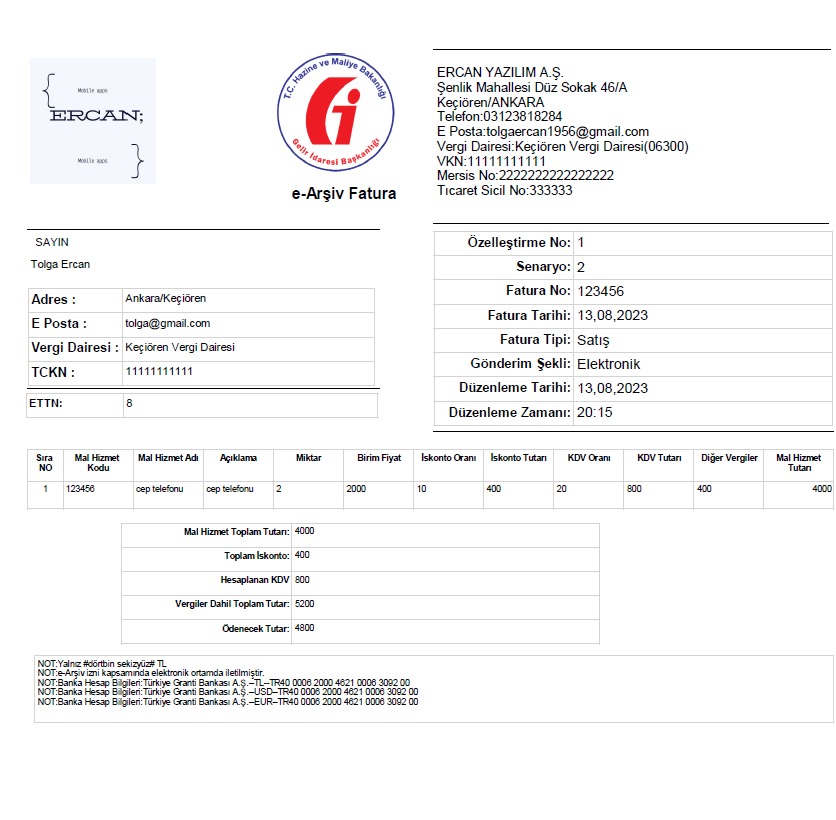 Mobile apps
ERCAN;
Mobile apps
T.C. Hazine ve Maliye Bakanlığı
Gelir İdaresi Başkanlığı
e-Arşiv Fatura
ERCAN YAZILIM A.Ş.
Şenlik Mahallesi Düz Sokak 46/A
Keçiören/ANKARA
Telefon:03123818284
E Posta:tolgaercan1956@gmail.com
Vergi Dairesi:Keçiören Vergi Dairesi(06300)
VKN:11111111111
Mersis No:2222222222222222
Tıcaret Sicil No:333333
SAYIN
Tolga Ercan
Adres : Ankara/Keçiören
E Posta : tolga@gmail.com
Vergi Dairesi : Keçiören Vergi Dairesi
TCKN : 11111111111
ETTN: 8
Özelleştirme No: 1
Senaryo: 2
Fatura No: 123456
Fatura Tarihi: 13,08,2023
Fatura Tipi: Satış
Gönderim Şekli: Elektronik
Düzenleme Tarihi: 13,08,2023
Düzenleme Zamanı: 20:15
Sıra NO Mal Hizmet Kodu Mal Hizmet Adı Açıklama Miktar Birim Fiyat İskonto Oranı İskonto Tutarı KDV Oranı KDV Tutarı Diğer Vergiler Mal Hizmet Tutarı
1 123456 cep telefonu cep telefonu 2 2000 10 400 20 800 400 4000
Mal Hizmet Toplam Tutarı: 4000
Toplam İskonto: 400
Hesaplanan KDV 800
Vergiler Dahil Toplam Tutar: 5200
Ödenecek Tutar: 4800
NOT:Yalnız #dörtbin sekizyüz# TL
NOT:e-Arşiv izni kapsamında elektronik ortamda iletilmiştir.
NOT:Banka Hesap Bilgileri:Türkiye Granti Bankası A.Ş.–TL--TR40 0006 2000 4621 0006 3092 00
NOT:Banka Hesap Bilgileri:Türkiye Granti Bankası A.Ş.–USD–TR40 0006 2000 4621 0006 3092 00
NOT:Banka Hesap Bilgileri:Türkiye Granti Bankası A.Ş.–EUR–TR40 0006 2000 4621 0006 3092 00